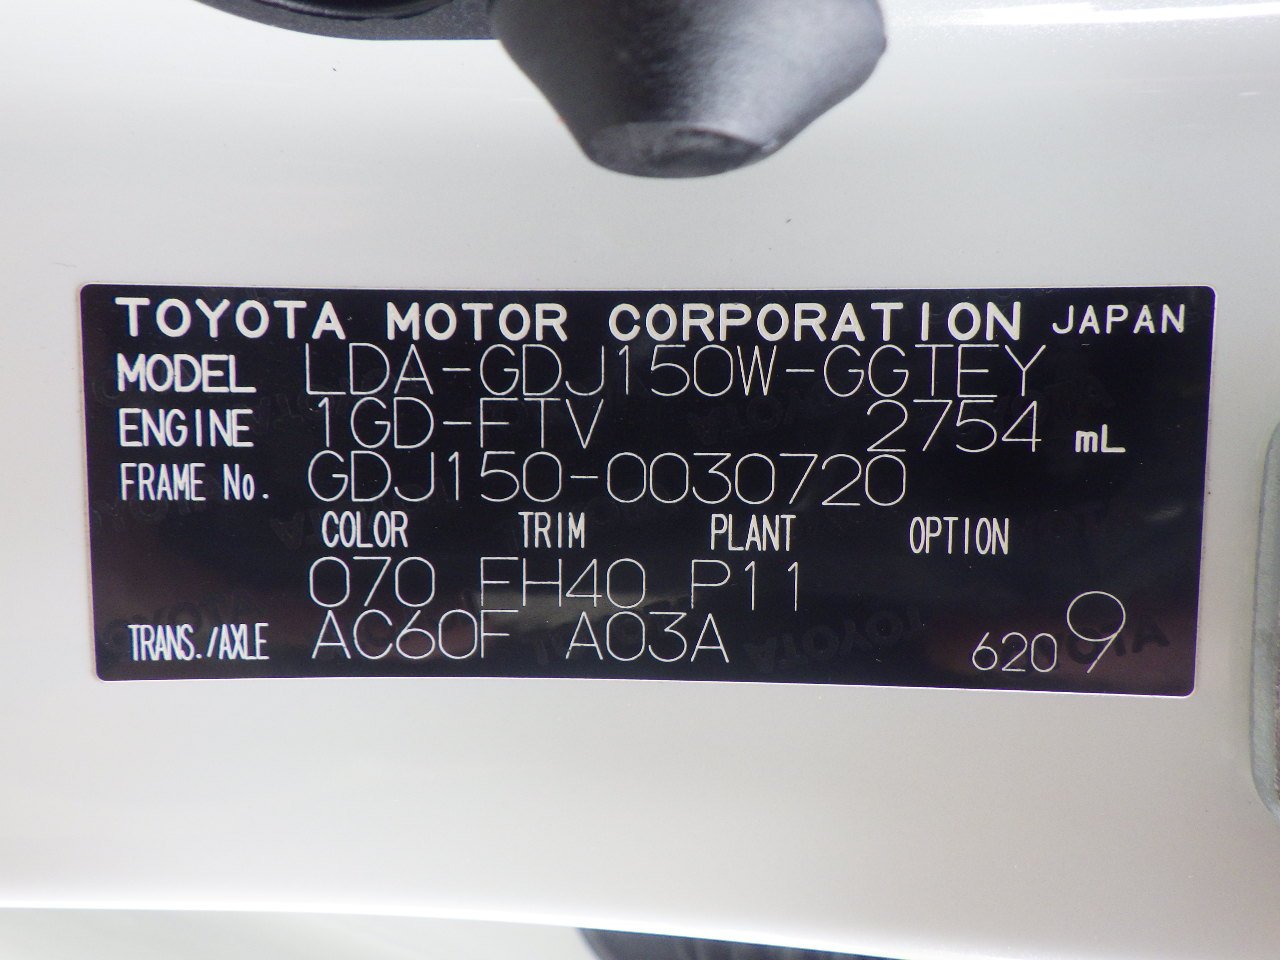 TOYOTA MOTOR CORPORATION JAPAN
MODEL LDA-GDJ150W-GGTEY
ENGINE 1GD-FTV 2754 mL
FRAME No. GDJ150-0030720
COLOR TRIM PLANT OPTION
070 FH40 P11
TRANS./AXLE AC60F A03A 6209